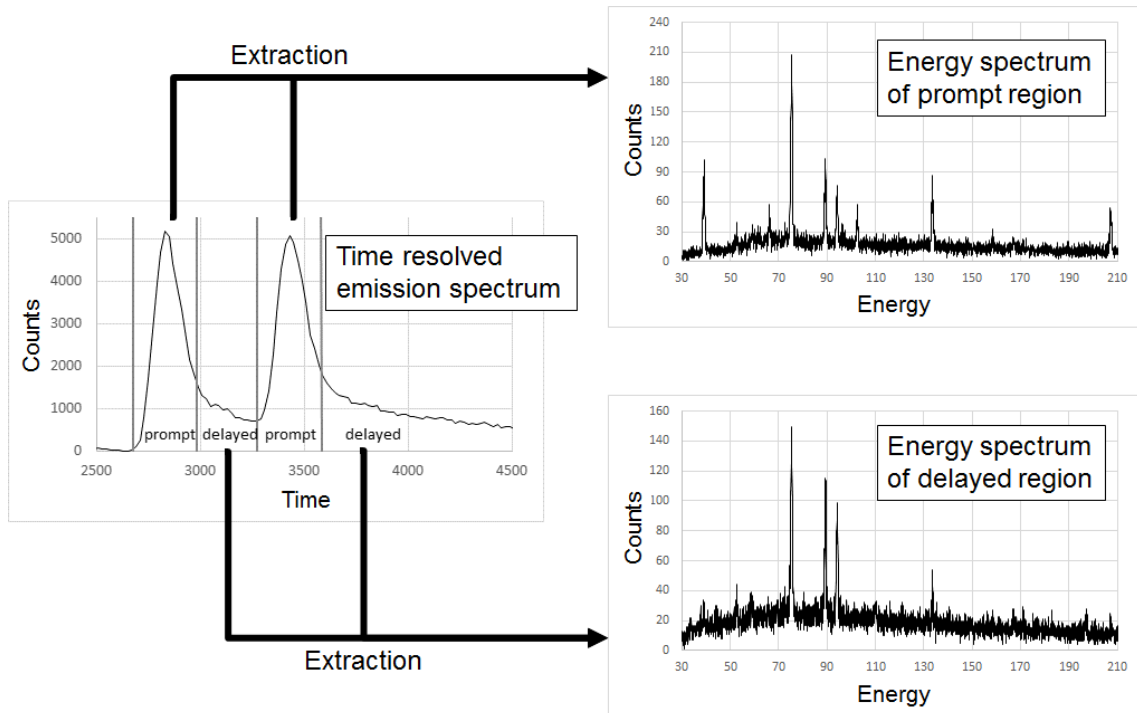 Extraction
Energy spectrum
of prompt region
Counts
240
210
180
150
120
90
60
30
0
30 50 70 90 110 130 150 170 190 210
Energy
Time resolved
emission spectrum
Counts
5000
4000
3000
2000
1000
0
prompt delayed prompt delayed
2500 3000 3500 4000 4500
Time
Energy spectrum
of delayed region
Counts
160
140
120
100
80
60
40
20
0
30 50 70 90 110 130 150 170 190 210
Energy
Extraction